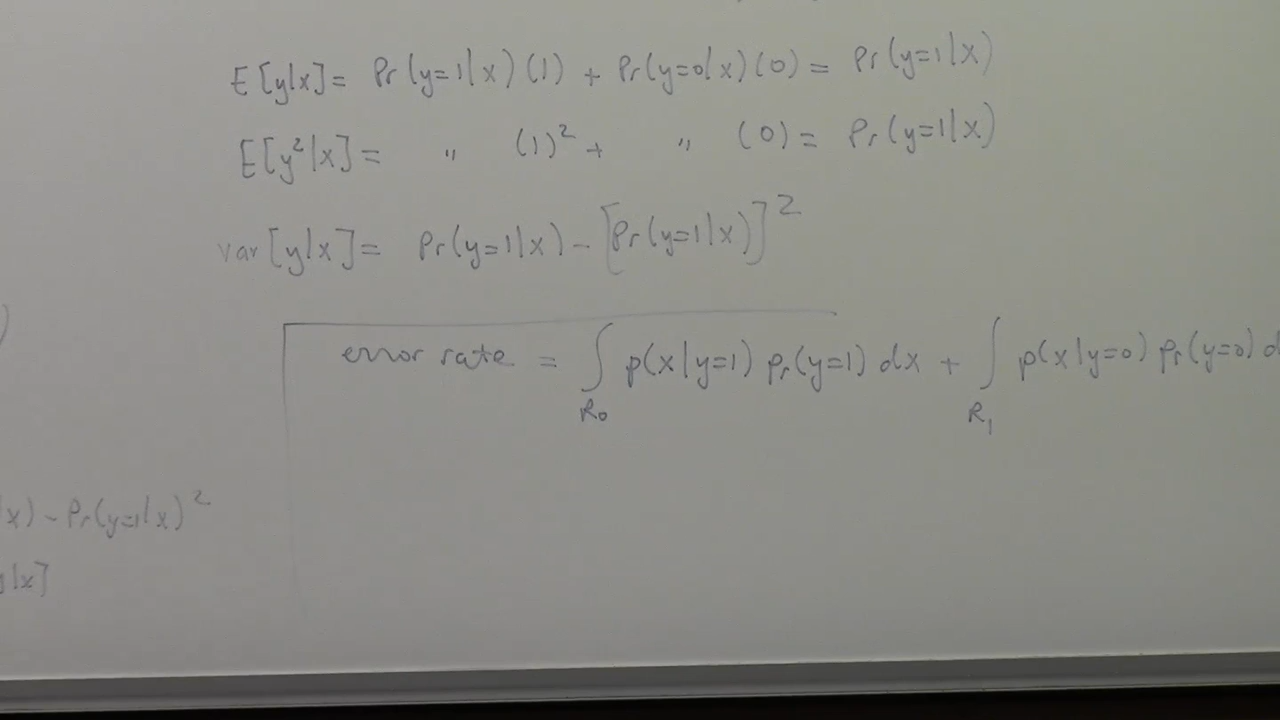 E[y|x] = Pr(y=1|x)(1) + Pr(y=0|x)(0) = Pr(y=1|x)
E[y²|x] = " (1)² + " (0) = Pr(y=1|x)
var[y|x] = Pr(y=1|x) - [Pr(y=1|x)]²
)
error rate = ∫_{R₀} p(x|y=1) pr(y=1) dx + ∫_{R₁} p(x|y=0) pr(y=0) d
x) - Pr(y=1|x)²
|x]